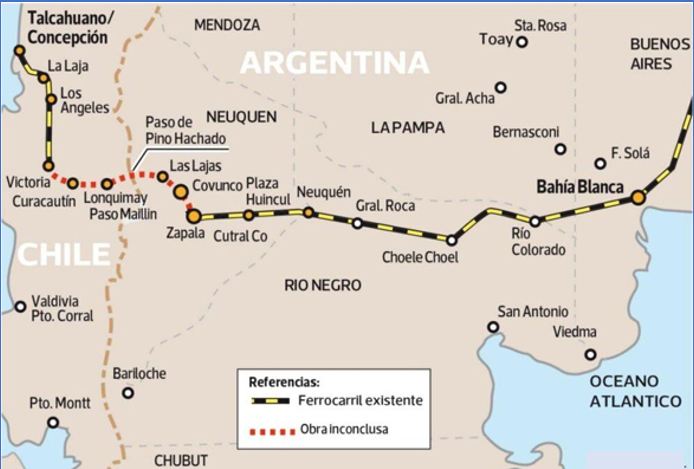 Talcahuano/
Concepción
MENDOZA
Sta. Rosa
Toay
BUENOS
AIRES
ARGENTINA
La Laja
Los
Angeles
Gral. Acha
Paso de
Pino Hachado
NEUQUEN
LA PAMPA
Bernasconi
F. Solá
Las Lajas
Victoria
Curacautín
Lonquimay
Paso Maillin
Covunco
Plaza
Huincul
Neuquén
Bahía Blanca
Gral. Roca
Zapala
Cutral Co
Choele Choel
Río
Colorado
CHILE
RIO NEGRO
Valdivia
Pto. Corral
San Antonio
Viedma
Bariloche
Pto. Montt
Referencias:
Ferrocarril existente
Obra inconclusa
OCEANO
ATLANTICO
CHUBUT